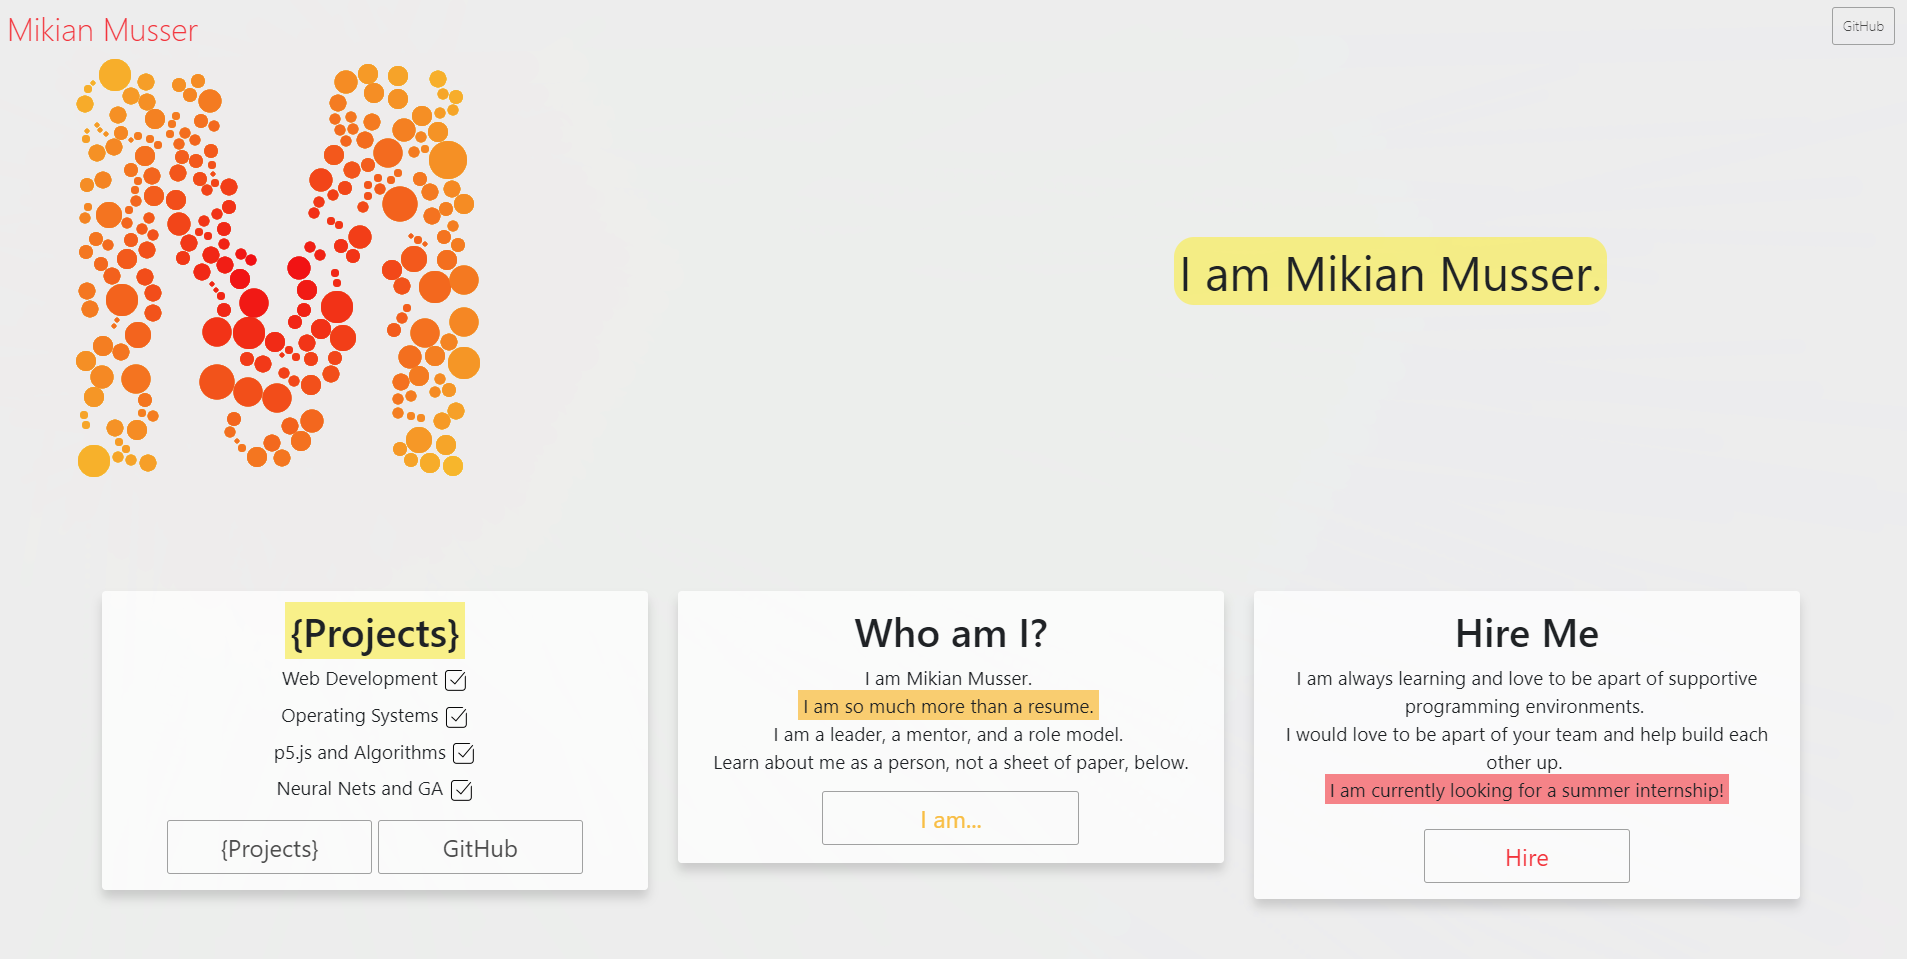 Mikian Musser
GitHub
I am Mikian Musser.
{Projects}
Web Development
Operating Systems
p5.js and Algorithms
Neural Nets and GA
{Projects}
GitHub
Who am I?
I am Mikian Musser.
I am so much more than a resume.
I am a leader, a mentor, and a role model.
Learn about me as a person, not a sheet of paper, below.
I am...
Hire Me
I am always learning and love to be apart of supportive
programming environments.
I would love to be apart of your team and help build each
other up.
I am currently looking for a summer internship!
Hire